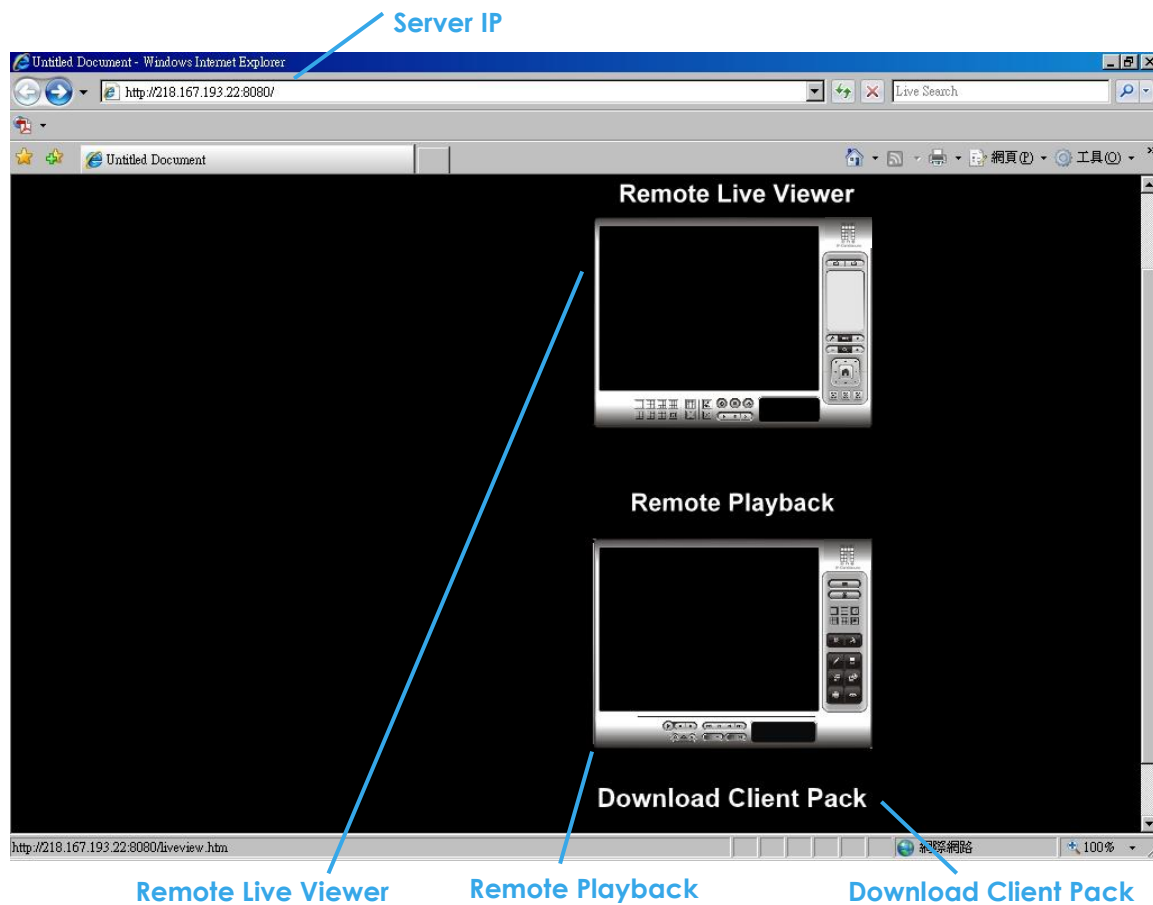 Server IP
Untitled Document - Windows Internet Explorer
http://218.167.193.22:8080/
Live Search
Untitled Document
網頁(P)
工具(O)
Remote Live Viewer
Remote Playback
Download Client Pack
http://218.167.193.22:8080/liveview.htm
網際網路
100%
Remote Live Viewer
Remote Playback
Download Client Pack